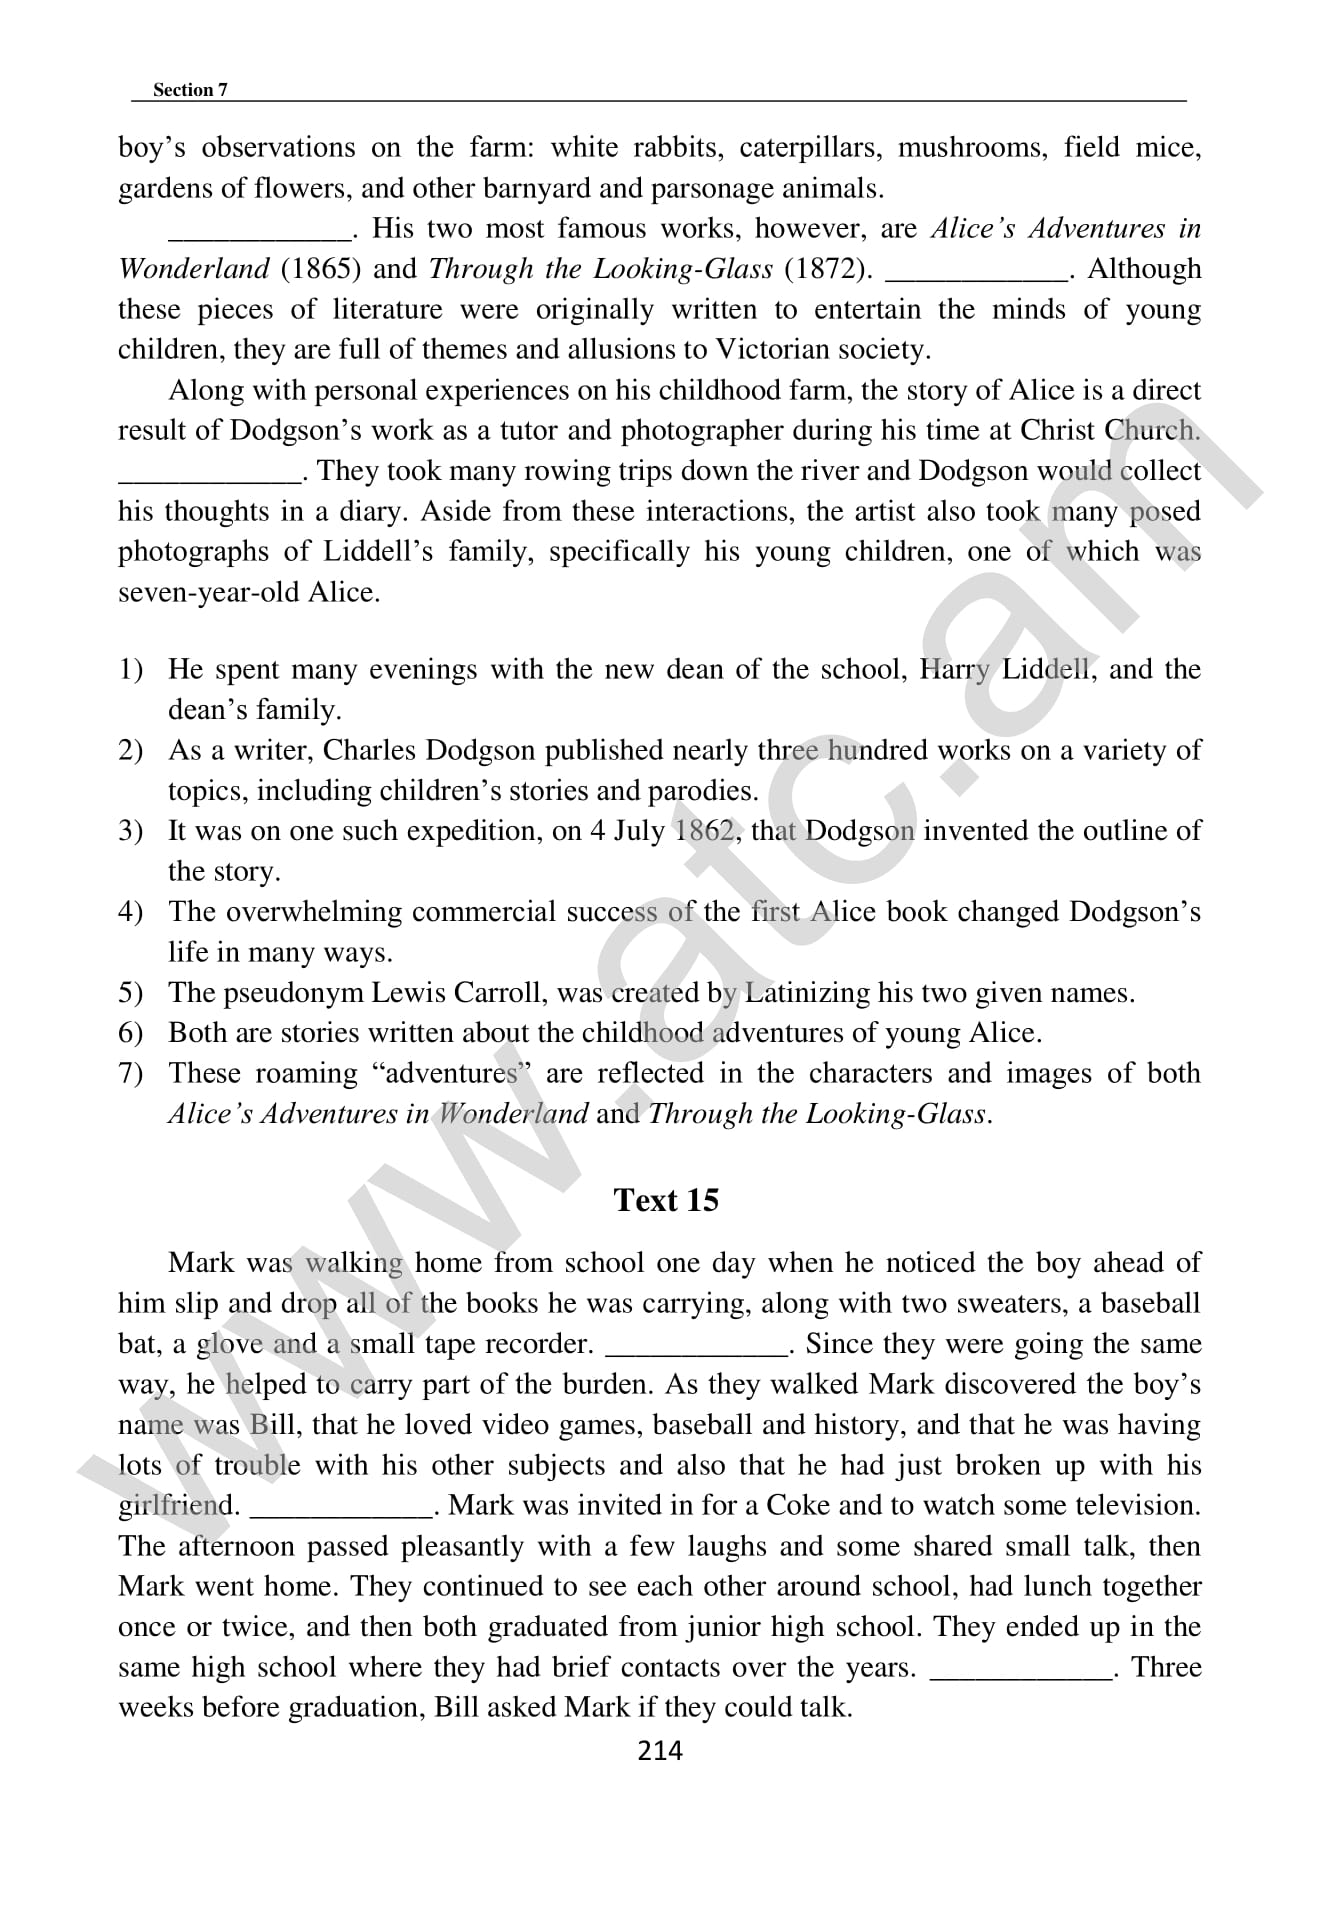 Section 7
boy’s observations on the farm: white rabbits, caterpillars, mushrooms, field mice,
gardens of flowers, and other barnyard and parsonage animals.
____________. His two most famous works, however, are Alice’s Adventures in
Wonderland (1865) and Through the Looking-Glass (1872). ____________. Although
these pieces of literature were originally written to entertain the minds of young
children, they are full of themes and allusions to Victorian society.
Along with personal experiences on his childhood farm, the story of Alice is a direct
result of Dodgson’s work as a tutor and photographer during his time at Christ Church.
____________. They took many rowing trips down the river and Dodgson would collect
his thoughts in a diary. Aside from these interactions, the artist also took many posed
photographs of Liddell’s family, specifically his young children, one of which was
seven-year-old Alice.
1) He spent many evenings with the new dean of the school, Harry Liddell, and the
dean’s family.
2) As a writer, Charles Dodgson published nearly three hundred works on a variety of
topics, including children’s stories and parodies.
3) It was on one such expedition, on 4 July 1862, that Dodgson invented the outline of
the story.
4) The overwhelming commercial success of the first Alice book changed Dodgson’s
life in many ways.
5) The pseudonym Lewis Carroll, was created by Latinizing his two given names.
6) Both are stories written about the childhood adventures of young Alice.
7) These roaming “adventures” are reflected in the characters and images of both
Alice’s Adventures in Wonderland and Through the Looking-Glass.
Text 15
Mark was walking home from school one day when he noticed the boy ahead of
him slip and drop all of the books he was carrying, along with two sweaters, a baseball
bat, a glove and a small tape recorder. ____________. Since they were going the same
way, he helped to carry part of the burden. As they walked Mark discovered the boy’s
name was Bill, that he loved video games, baseball and history, and that he was having
lots of trouble with his other subjects and also that he had just broken up with his
girlfriend. ____________. Mark was invited in for a Coke and to watch some television.
The afternoon passed pleasantly with a few laughs and some shared small talk, then
Mark went home. They continued to see each other around school, had lunch together
once or twice, and then both graduated from junior high school. They ended up in the
same high school where they had brief contacts over the years. ____________. Three
weeks before graduation, Bill asked Mark if they could talk.
214
www.atc.am